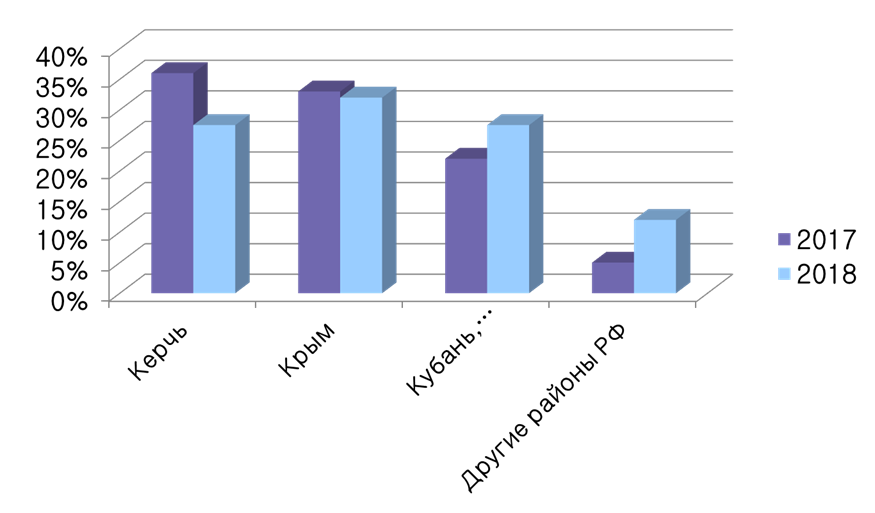 40%
35%
30%
25%
20%
15%
10%
5%
0%
Керчь
Крым
Кубань,...
Другие районы РФ
2017
2018